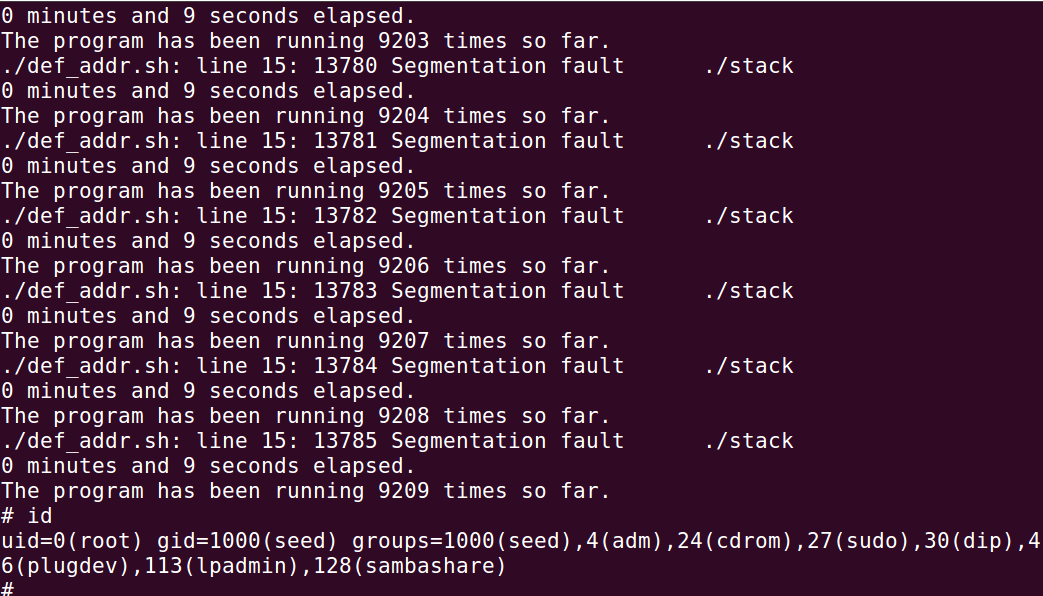 0 minutes and 9 seconds elapsed.
The program has been running 9203 times so far.
./def_addr.sh: line 15: 13780 Segmentation fault      ./stack
0 minutes and 9 seconds elapsed.
The program has been running 9204 times so far.
./def_addr.sh: line 15: 13781 Segmentation fault      ./stack
0 minutes and 9 seconds elapsed.
The program has been running 9205 times so far.
./def_addr.sh: line 15: 13782 Segmentation fault      ./stack
0 minutes and 9 seconds elapsed.
The program has been running 9206 times so far.
./def_addr.sh: line 15: 13783 Segmentation fault      ./stack
0 minutes and 9 seconds elapsed.
The program has been running 9207 times so far.
./def_addr.sh: line 15: 13784 Segmentation fault      ./stack
0 minutes and 9 seconds elapsed.
The program has been running 9208 times so far.
./def_addr.sh: line 15: 13785 Segmentation fault      ./stack
0 minutes and 9 seconds elapsed.
The program has been running 9209 times so far.
# id
uid=0(root) gid=1000(seed) groups=1000(seed),4(adm),24(cdrom),27(sudo),30(dip),4
6(plugdev),113(lpadmin),128(sambashare)
#